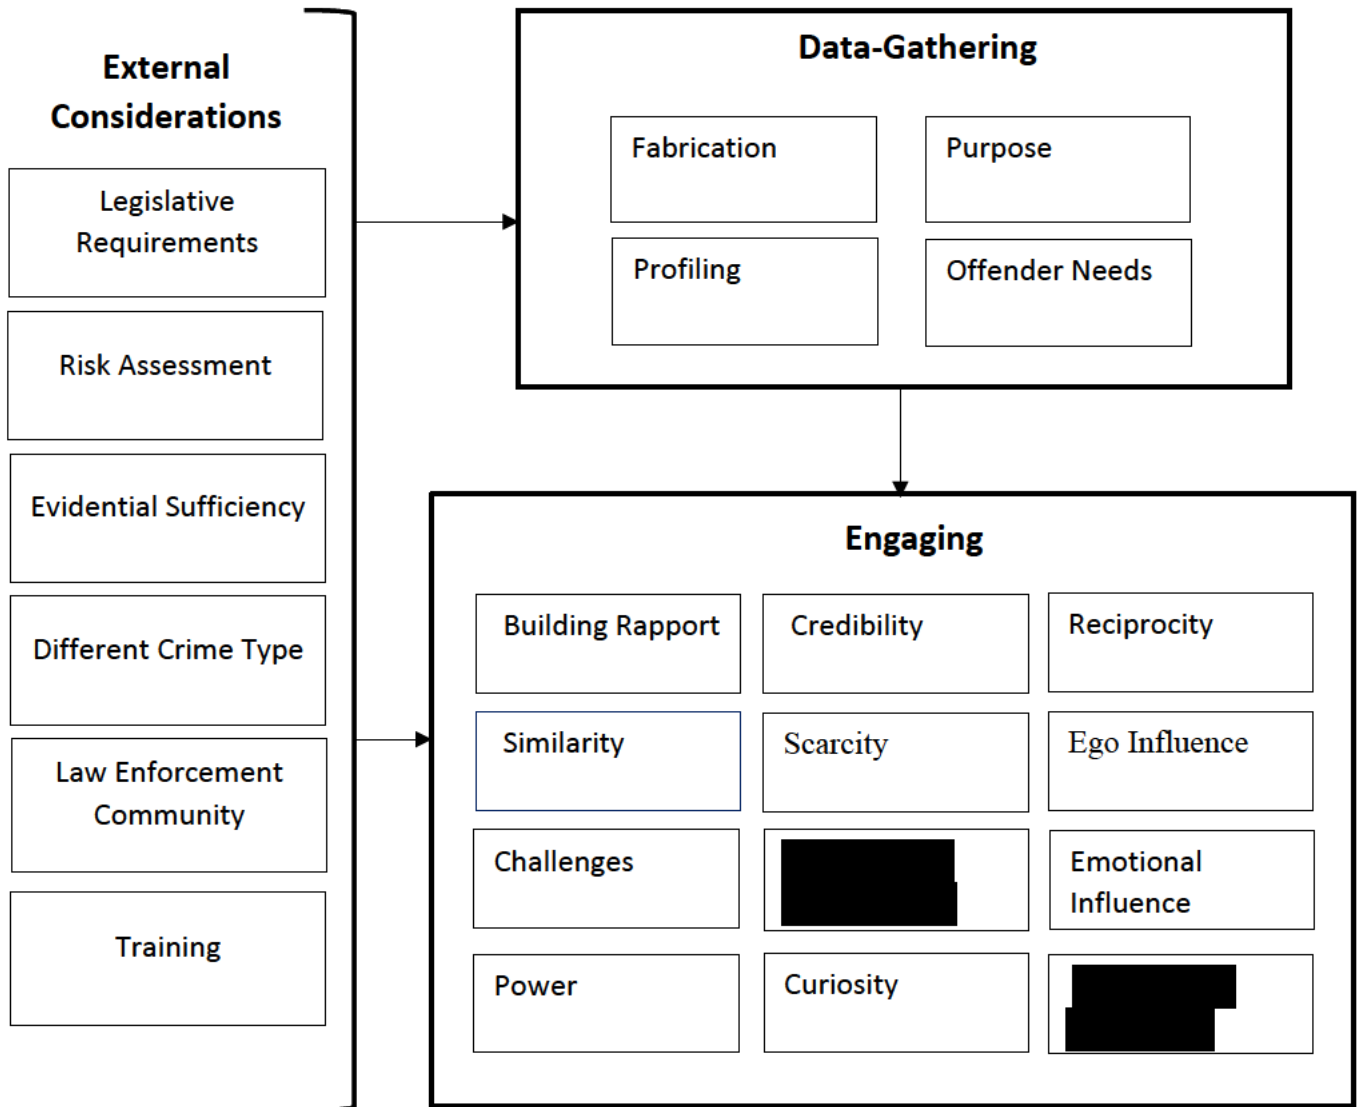 External
Considerations
Legislative
Requirements
Risk Assessment
Evidential Sufficiency
Different Crime Type
Law Enforcement
Community
Training
Data-Gathering
Fabrication
Purpose
Profiling
Offender Needs
Engaging
Building Rapport
Credibility
Reciprocity
Similarity
Scarcity
Ego Influence
Challenges
Emotional
Influence
Power
Curiosity